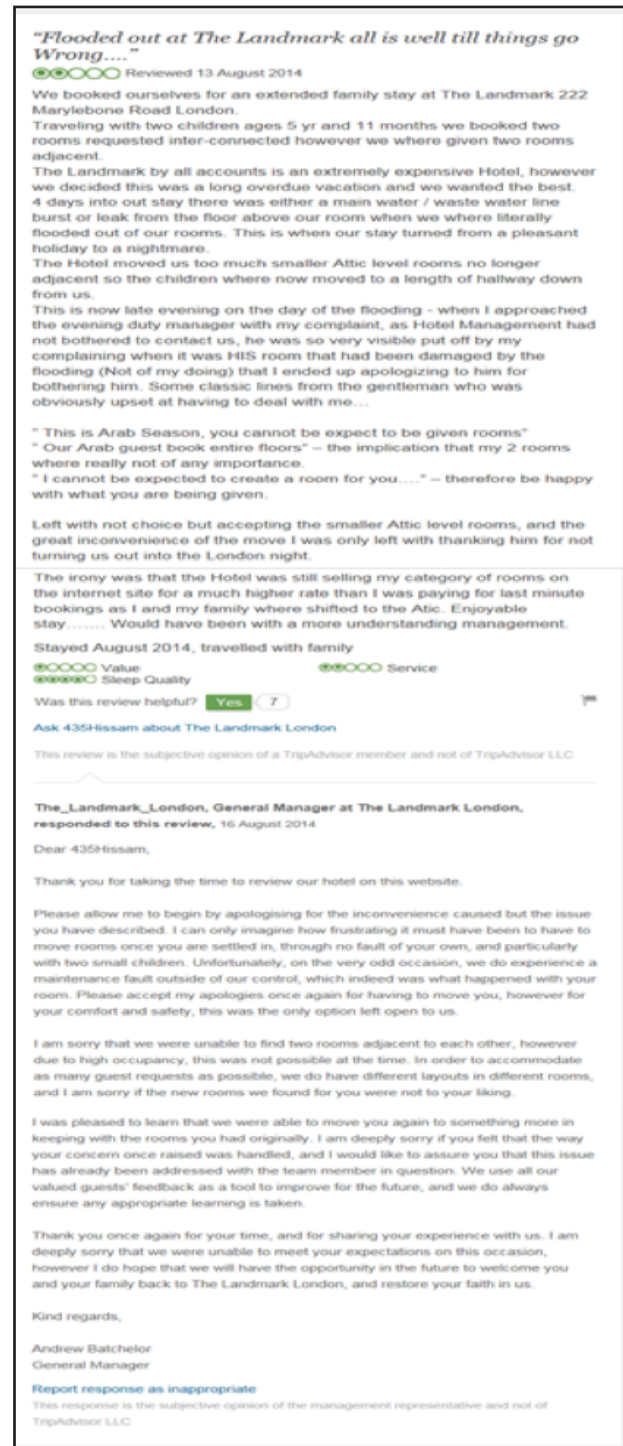 “Flooded out at The Landmark all is well till things go
Wrong....”
Reviewed 13 August 2014
We booked ourselves for an extended family stay at The Landmark 222
Marylebone Road London.
Traveling with two children ages 5 yr and 11 months we booked two
rooms requested inter-connected however we where given two rooms
adjacent.
The Landmark by all accounts is an extremely expensive Hotel, however
we decided this was a long overdue vacation and we wanted the best.
4 days into out stay there was either a main water / waste water line
burst or leak from the floor above our room when we where literally
flooded out of our rooms. This is when our stay turned from a pleasant
holiday to a nightmare.
The Hotel moved us too much smaller Attic level rooms no longer
adjacent so the children where now moved to a length of hallway down
from us.
This is now late evening on the day of the flooding - when I approached
the evening duty manager with my complaint, as Hotel Management had
not bothered to contact us, he was so very visible put off by my
complaining when it was HIS room that had been damaged by the
flooding (Not of my doing) that I ended up apologizing to him for
bothering him. Some classic lines from the gentleman who was
obviously upset at having to deal with me...
" This is Arab Season, you cannot be expect to be given rooms"
" Our Arab guest book entire floors" – the implication that my 2 rooms
where really not of any importance.
" I cannot be expected to create a room for you...." – therefore be happy
with what you are being given.
Left with not choice but accepting the smaller Attic level rooms, and the
great inconvenience of the move I was only left with thanking him for not
turning us out into the London night.
The irony was that the Hotel was still selling my category of rooms on
the internet site for a much higher rate than I was paying for last minute
bookings as I and my family where shifted to the Atic. Enjoyable
stay....... Would have been with a more understanding management.
Stayed August 2014, travelled with family
Value Service
Sleep Quality
Was this review helpful? Yes 7
Ask 435Hissam about The Landmark London
This review is the subjective opinion of a TripAdvisor member and not of TripAdvisor LLC
The_Landmark_London, General Manager at The Landmark London,
responded to this review, 16 August 2014
Dear 435Hissam,
Thank you for taking the time to review our hotel on this website.
Please allow me to begin by apologising for the inconvenience caused but the issue
you have described. I can only imagine how frustrating it must have been to have to
move rooms once you are settled in, through no fault of your own, and particularly
with two small children. Unfortunately, on the very odd occasion, we do experience a
maintenance fault outside of our control, which indeed was what happened with your
room. Please accept my apologies once again for having to move you, however for
your comfort and safety, this was the only option left open to us.
I am sorry that we were unable to find two rooms adjacent to each other, however
due to high occupancy, this was not possible at the time. In order to accommodate
as many guest requests as possible, we do have different layouts in different rooms,
and I am sorry if the new rooms we found for you were not to your liking.
I was pleased to learn that we were able to move you again to something more in
keeping with the rooms you had originally. I am deeply sorry if you felt that the way
your concern once raised was handled, and I would like to assure you that this issue
has already been addressed with the team member in question. We use all our
valued guests' feedback as a tool to improve for the future, and we do always
ensure any appropriate learning is taken.
Thank you once again for your time, and for sharing your experience with us. I am
deeply sorry that we were unable to meet your expectations on this occasion,
however I do hope that we will have the opportunity in the future to welcome you
and your family back to The Landmark London, and restore your faith in us.
Kind regards,
Andrew Batchelor
General Manager
Report response as inappropriate
This response is the subjective opinion of the management representative and not of
TripAdvisor LLC